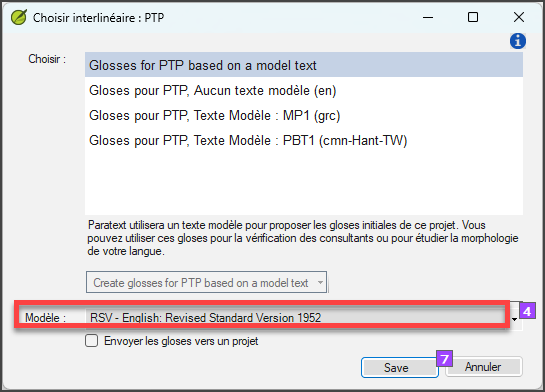 Choisir interlinéaire : PTP
Choisir :
Glosses for PTP based on a model text
Gloses pour PTP, Aucun texte modèle (en)
Gloses pour PTP, Texte Modèle : MP1 (grc)
Gloses pour PTP, Texte Modèle : PBT1 (cmn-Hant-TW)
Paratext utilisera un texte modèle pour proposer les gloses initiales de ce projet. Vous
pouvez utiliser ces gloses pour la vérification des consultants ou pour étudier la morphologie
de votre langue.
Create glosses for PTP based on a model text
Modèle : RSV - English: Revised Standard Version 1952 4
Envoyer les gloses vers un projet
Save 7 Annuler